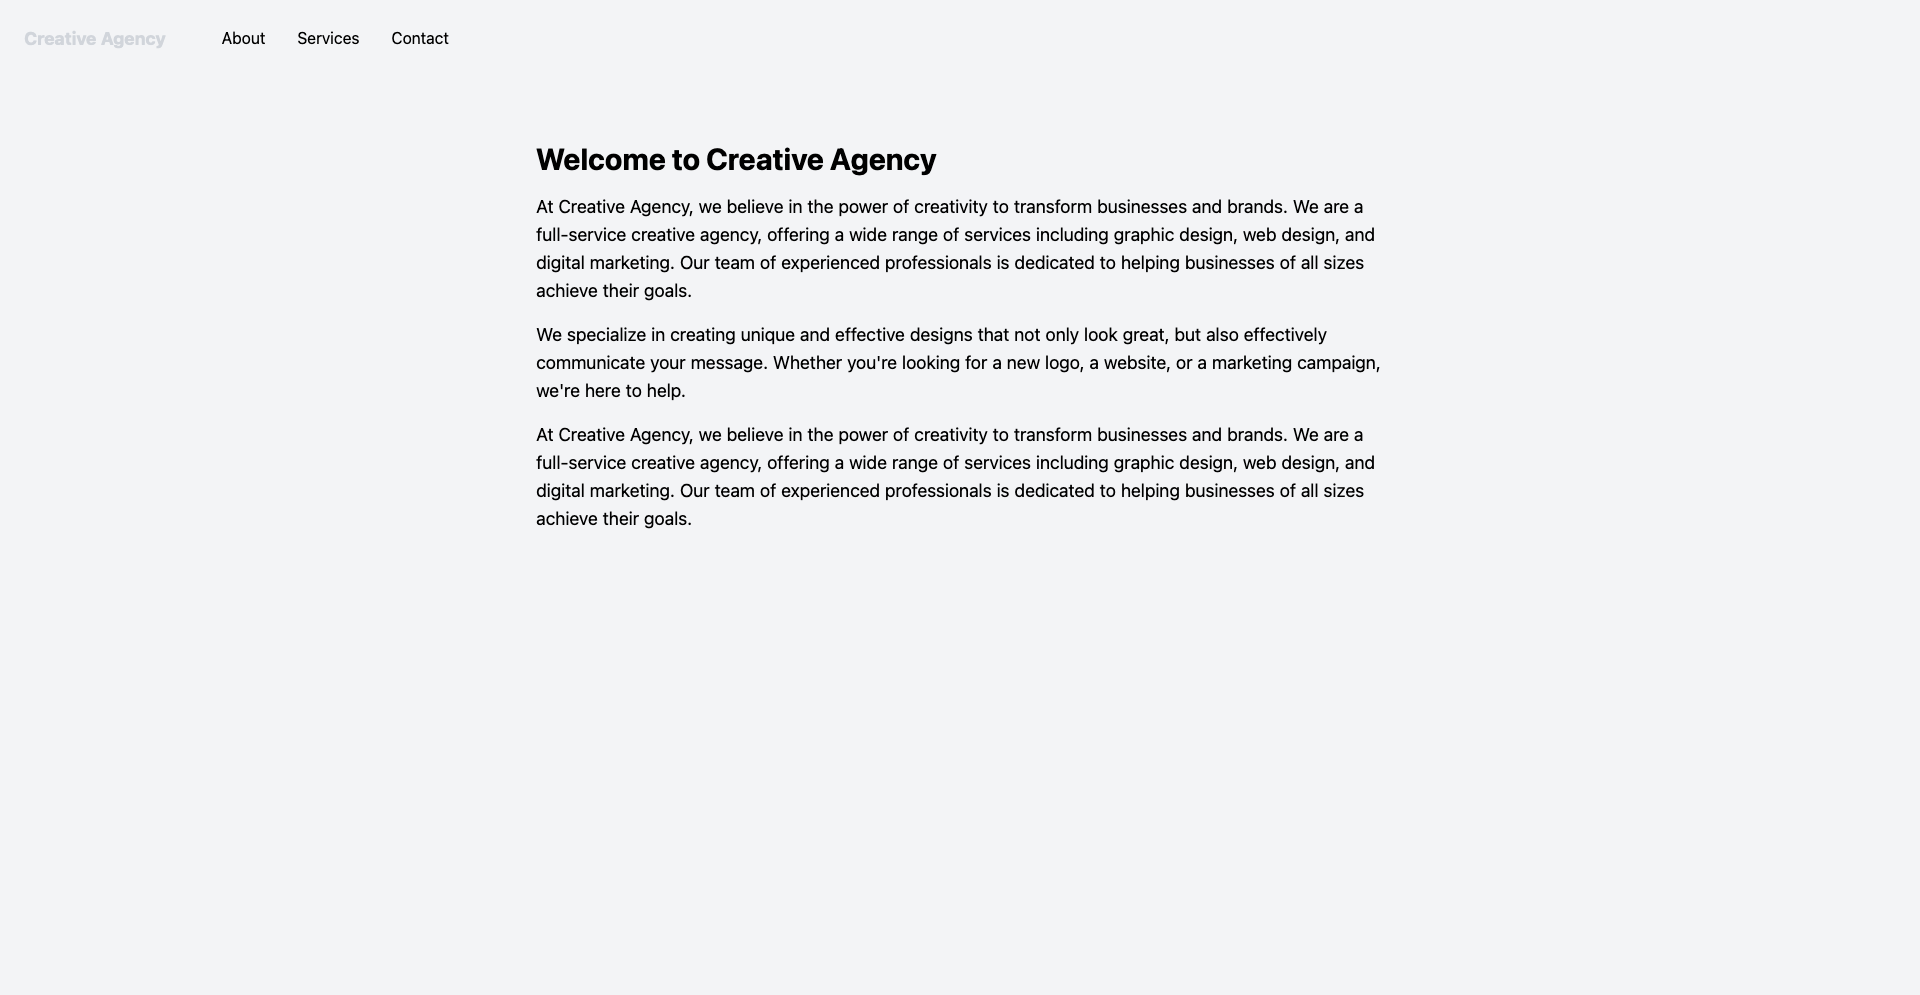 Creative Agency
About
Services
Contact
Welcome to Creative Agency
At Creative Agency, we believe in the power of creativity to transform businesses and brands. We are a
full-service creative agency, offering a wide range of services including graphic design, web design, and
digital marketing. Our team of experienced professionals is dedicated to helping businesses of all sizes
achieve their goals.
We specialize in creating unique and effective designs that not only look great, but also effectively
communicate your message. Whether you're looking for a new logo, a website, or a marketing campaign,
we're here to help.
At Creative Agency, we believe in the power of creativity to transform businesses and brands. We are a
full-service creative agency, offering a wide range of services including graphic design, web design, and
digital marketing. Our team of experienced professionals is dedicated to helping businesses of all sizes
achieve their goals.